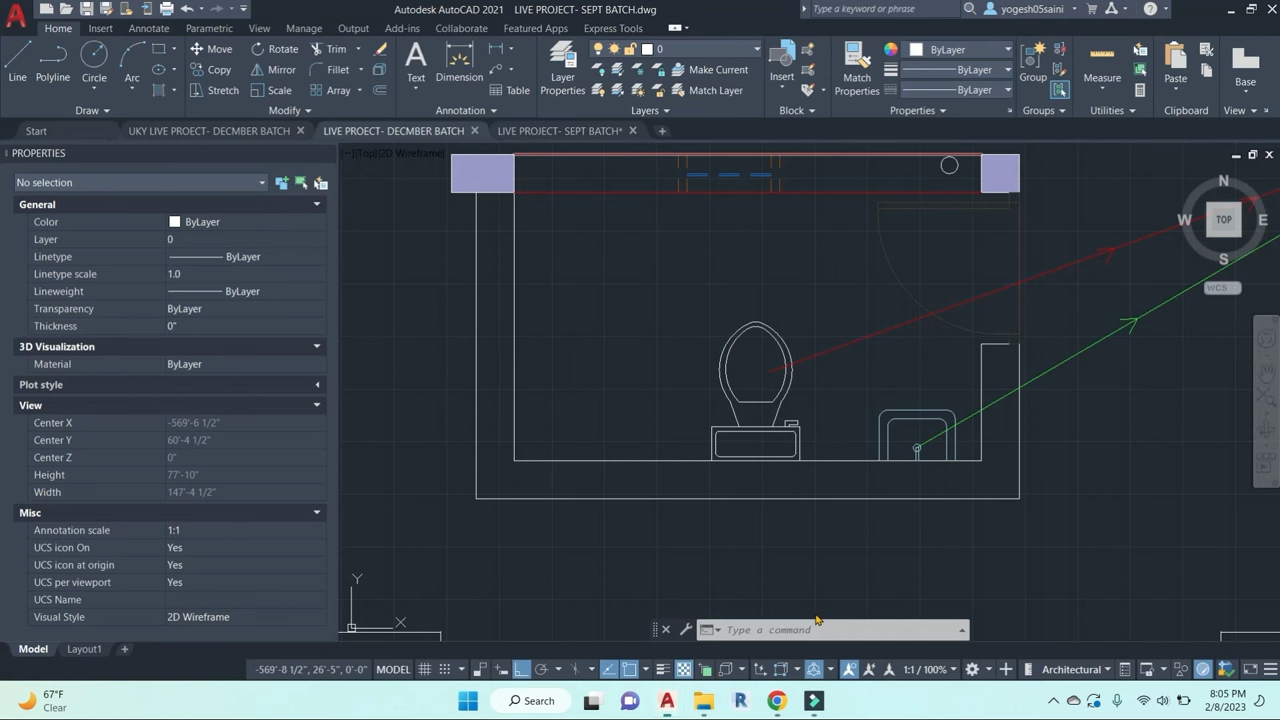 Autodesk AutoCAD 2021 LIVE PROJECT- SEPT BATCH.dwg
Type a keyword or phrase
yogesh05saini
Home Insert Annotate Parametric View Manage Output Add-ins Collaborate Featured Apps Express Tools
Line Polyline Circle Arc
Move Rotate Trim
Copy Mirror Fillet
Stretch Scale Array
Text Dimension Table
Layer Properties
0
Make Current
Match Layer
Insert
Match Properties
ByLayer
ByLayer
ByLayer
Group
Measure
Paste
Base
Draw Modify Annotation Layers Block Properties Groups Utilities Clipboard View
Start UKY LIVE PROJECT- DECMBER BATCH LIVE PROJECT- DECMBER BATCH LIVE PROJECT- SEPT BATCH*
PROPERTIES
[−][Top][2D Wireframe]
No selection
General
Color ByLayer
Layer 0
Linetype ByLayer
Linetype scale 1.0
Lineweight ByLayer
Transparency ByLayer
Thickness 0"
3D Visualization
Material ByLayer
Plot style
View
Center X -569'-6 1/2"
Center Y 60'-4 1/2"
Center Z 0"
Height 77'-10"
Width 147'-4 1/2"
Misc
Annotation scale 1:1
UCS icon On Yes
UCS icon at origin Yes
UCS per viewport Yes
UCS Name
Visual Style 2D Wireframe
N
W TOP E
S
WCS
Y
X
Type a command
Model Layout1
-569'-8 1/2", 26'-5", 0'-0" MODEL 1:1 / 100% Architectural
67°F
Clear
Search
8:05 PM
2/8/2023